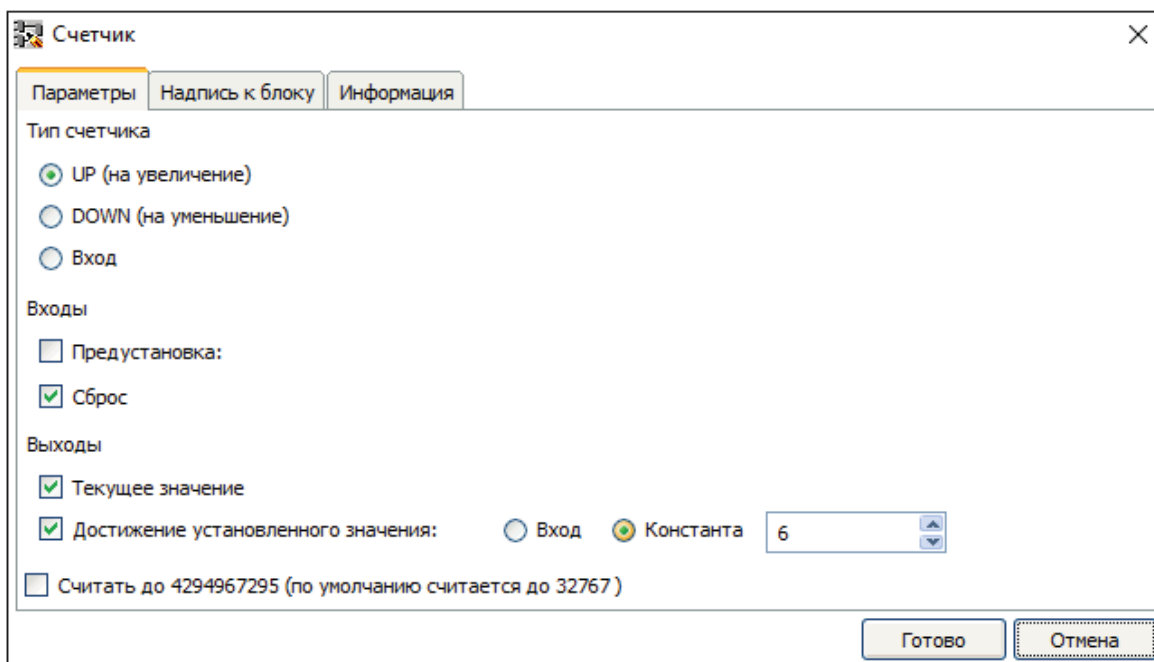 Счетчик
Параметры Надпись к блоку Информация
Тип счетчика
UP (на увеличение)
DOWN (на уменьшение)
Вход
Входы
Предустановка:
Сброс
Выходы
Текущее значение
Достижение установленного значения: Вход Константа 6
Считать до 4294967295 (по умолчанию считается до 32767 )
Готово Отмена